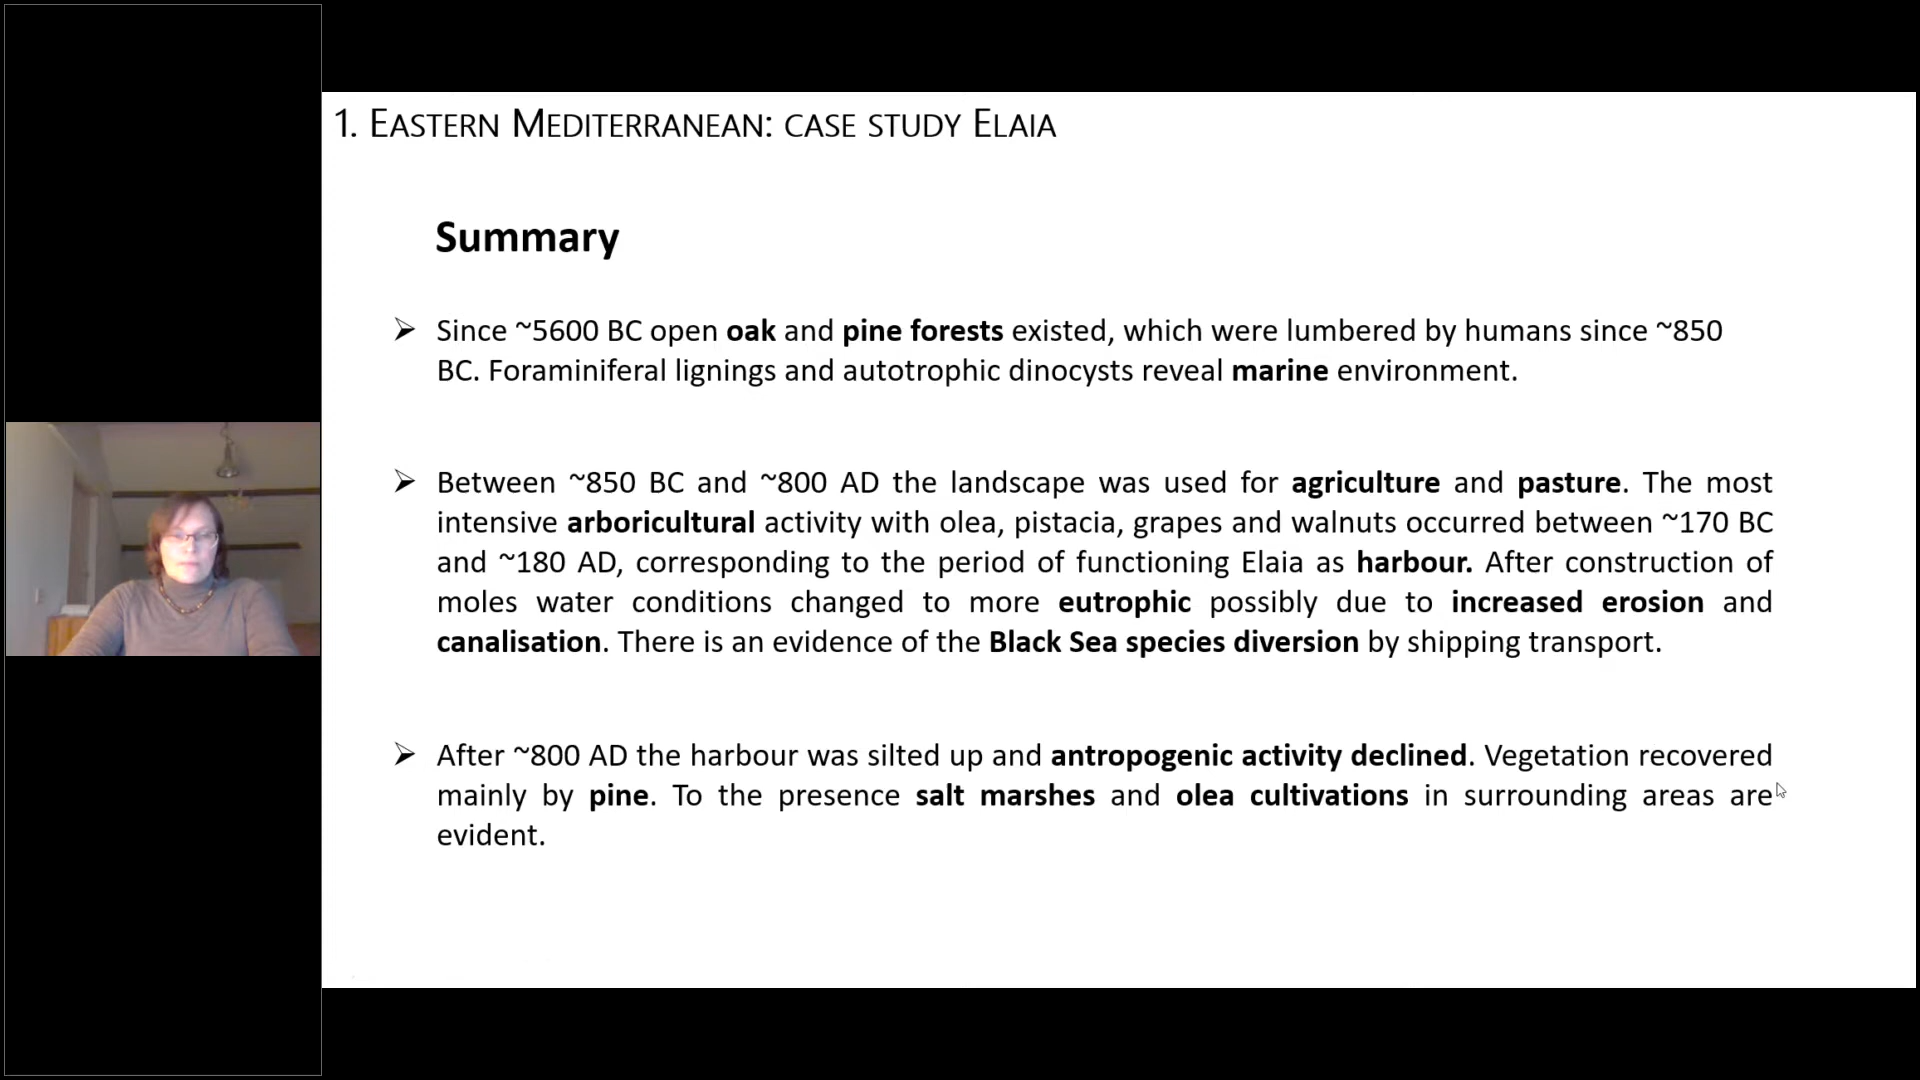 1. Eastern Mediterranean: case study Elaia
Summary
➢ Since ~5600 BC open oak and pine forests existed, which were lumbered by humans since ~850
BC. Foraminiferal lignings and autotrophic dinocysts reveal marine environment.
➢ Between ~850 BC and ~800 AD the landscape was used for agriculture and pasture. The most
intensive arboricultural activity with olea, pistacia, grapes and walnuts occurred between ~170 BC
and ~180 AD, corresponding to the period of functioning Elaia as harbour. After construction of
moles water conditions changed to more eutrophic possibly due to increased erosion and
canalisation. There is an evidence of the Black Sea species diversion by shipping transport.
➢ After ~800 AD the harbour was silted up and antropogenic activity declined. Vegetation recovered
mainly by pine. To the presence salt marshes and olea cultivations in surrounding areas are
evident.